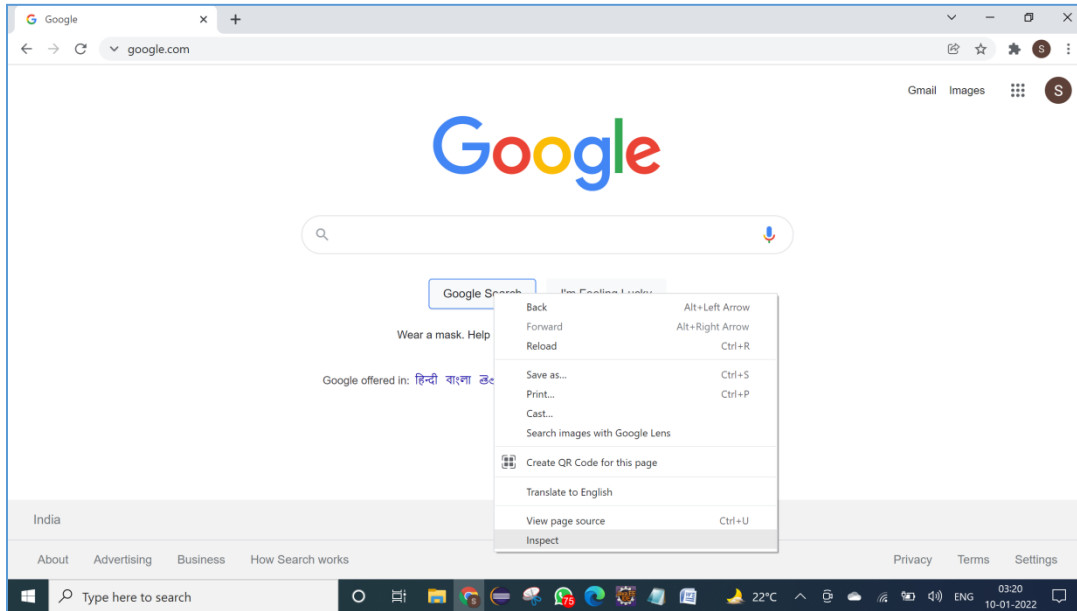 Google
google.com
S
Gmail Images
S
Google
Google Search
Back Alt+Left Arrow
Forward Alt+Right Arrow
Reload Ctrl+R
Wear a mask. Help
Save as... Ctrl+S
Google offered in: हिन्दी বাংলা
Print... Ctrl+P
Cast...
Search images with Google Lens
Create QR Code for this page
Translate to English
View page source Ctrl+U
Inspect
India
About Advertising Business How Search works
Privacy Terms Settings
Type here to search
75
22°C
ENG
03:20
10-01-2022